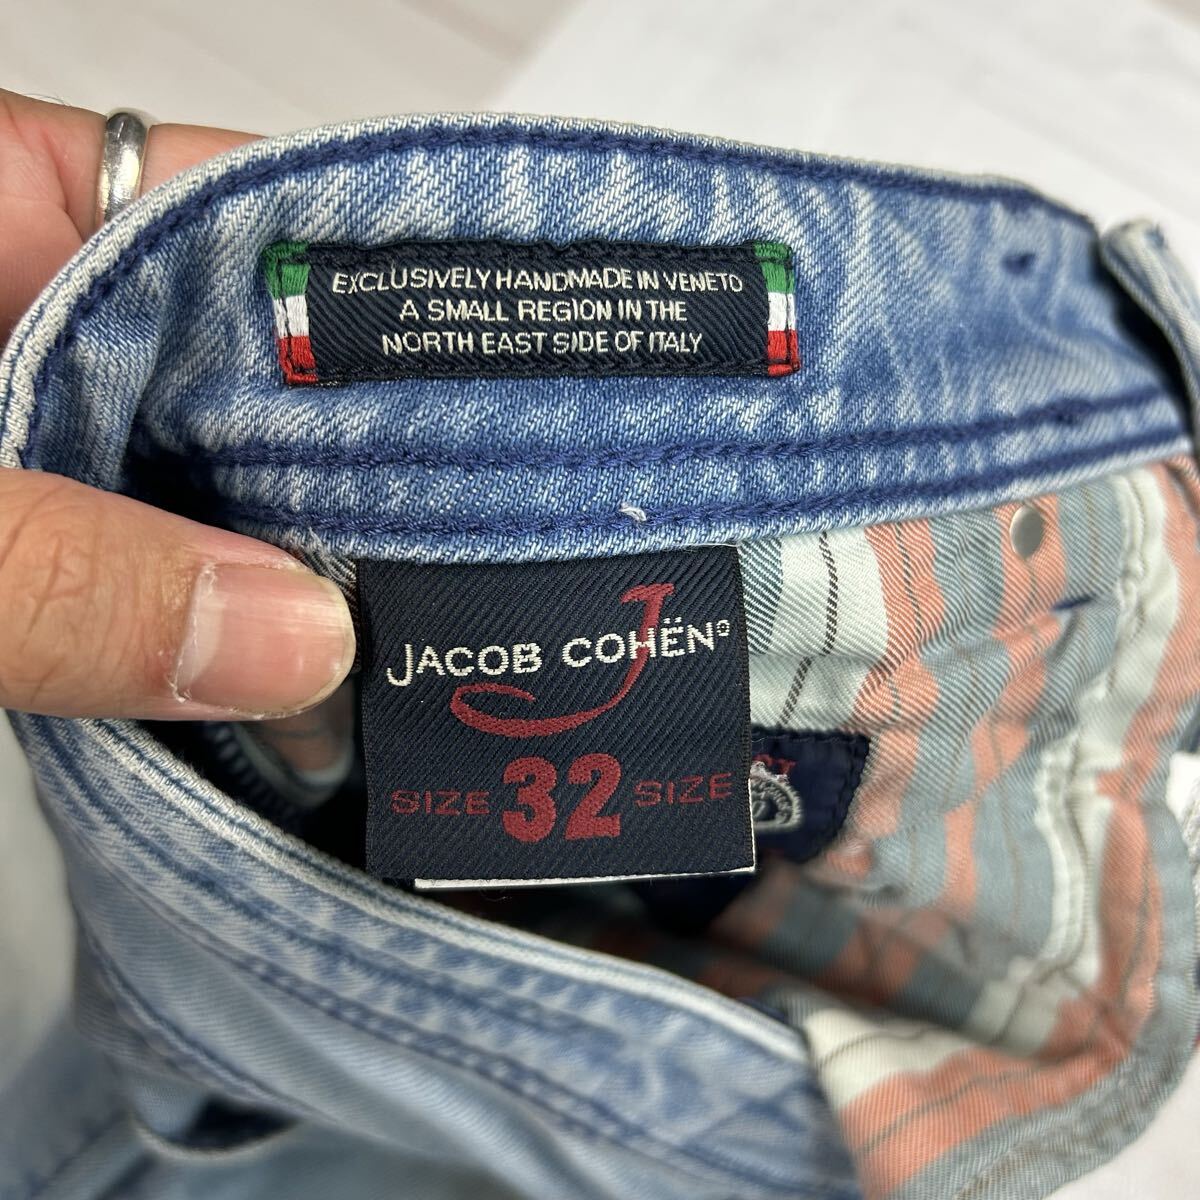 EXCLUSIVELY HANDMADE IN VENETO
A SMALL REGION IN THE
NORTH EAST SIDE OF ITALY
JACOB COHËN®
SIZE 32 SIZE